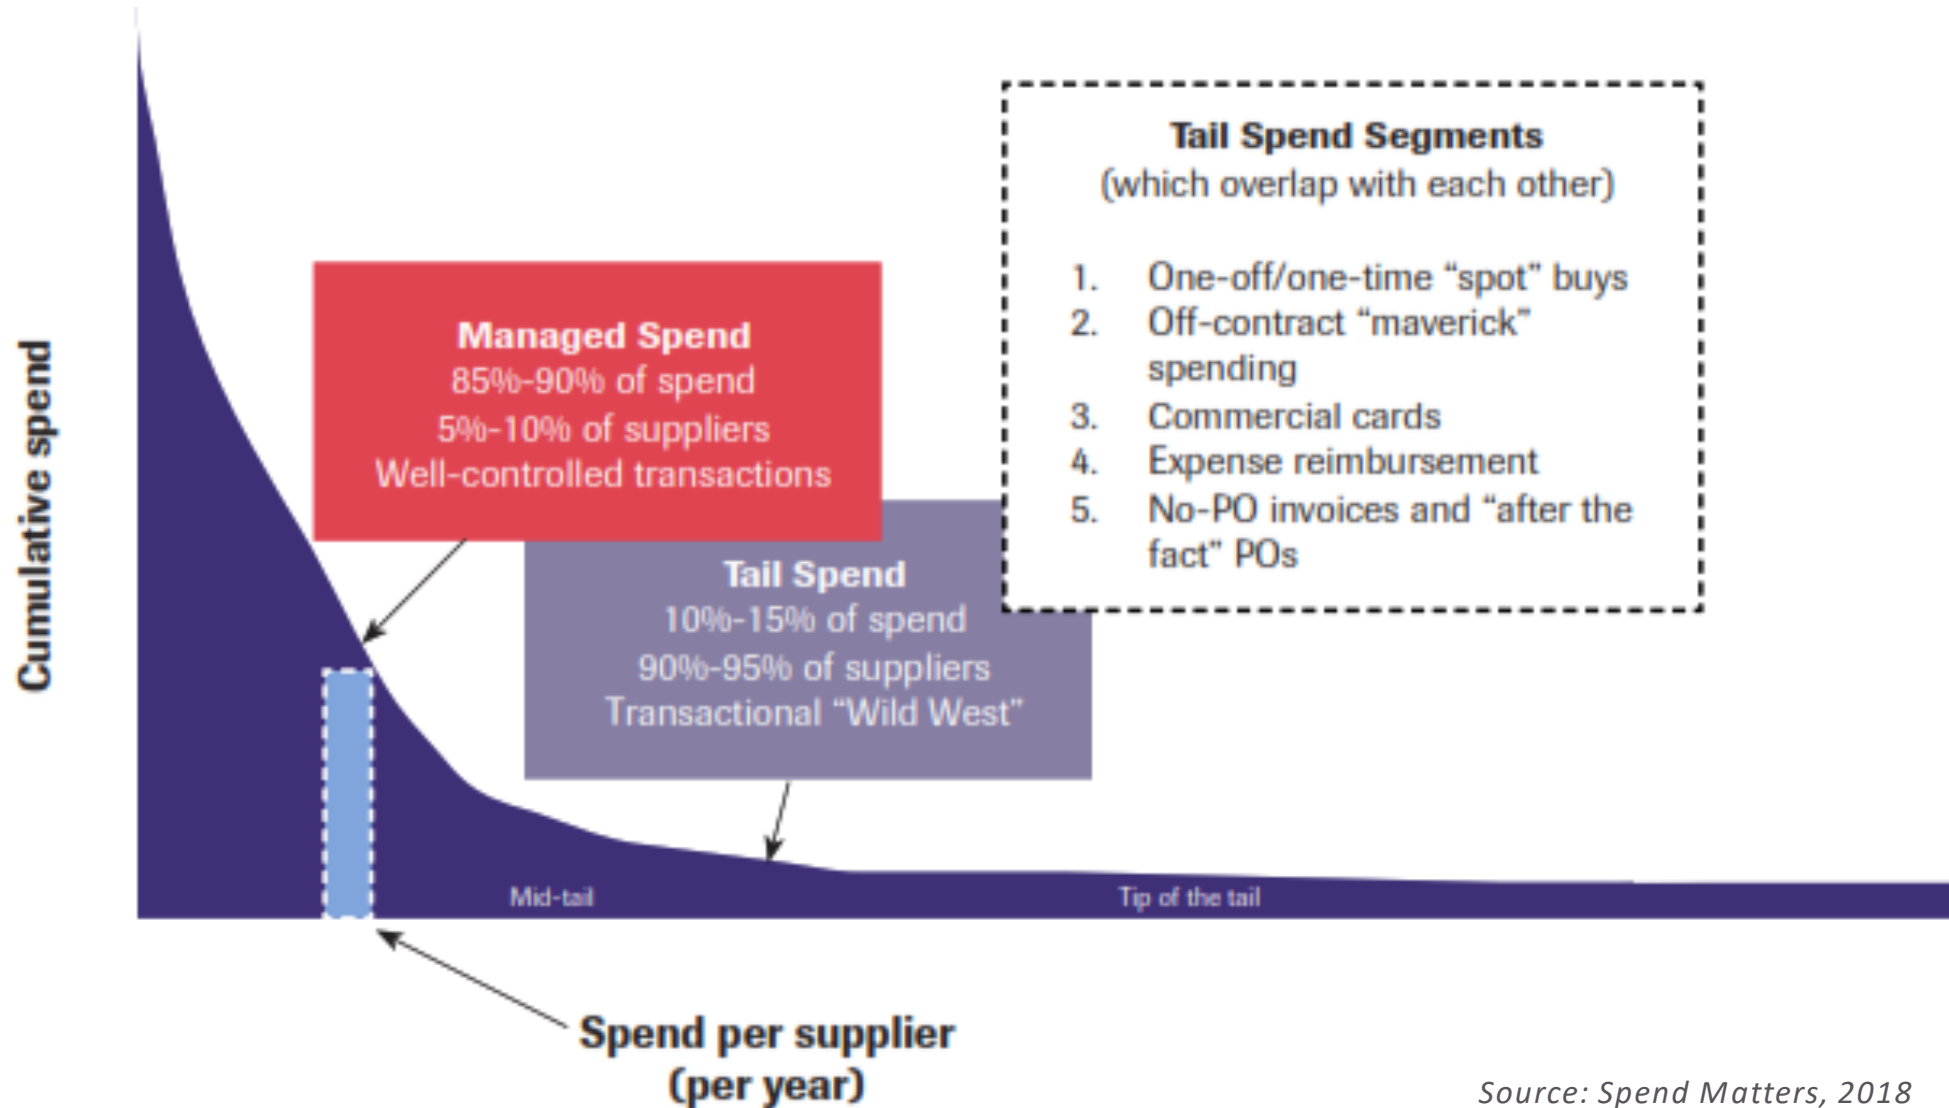 Cumulative spend
Managed Spend
85%-90% of spend
5%-10% of suppliers
Well-controlled transactions
Tail Spend
10%-15% of spend
90%-95% of suppliers
Transactional “Wild West”
Tail Spend Segments
(which overlap with each other)
1. One-off/one-time “spot” buys
2. Off-contract “maverick”
spending
3. Commercial cards
4. Expense reimbursement
5. No-PO invoices and “after the
fact” POs
Mid-tail
Tip of the tail
Spend per supplier
(per year)
Source: Spend Matters, 2018